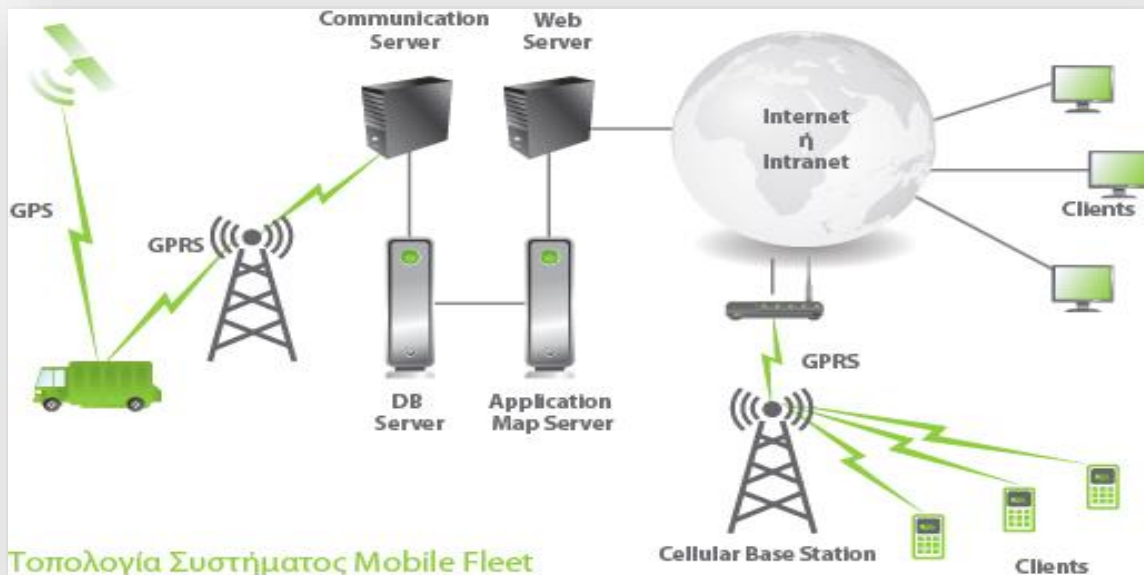 Communication
Server
Web
Server
Internet
ή
Intranet
GPS
GPRS
Clients
DB
Server
Application
Map Server
GPRS
Cellular Base Station
Clients
Τοπολογία Συστήματος Mobile Fleet